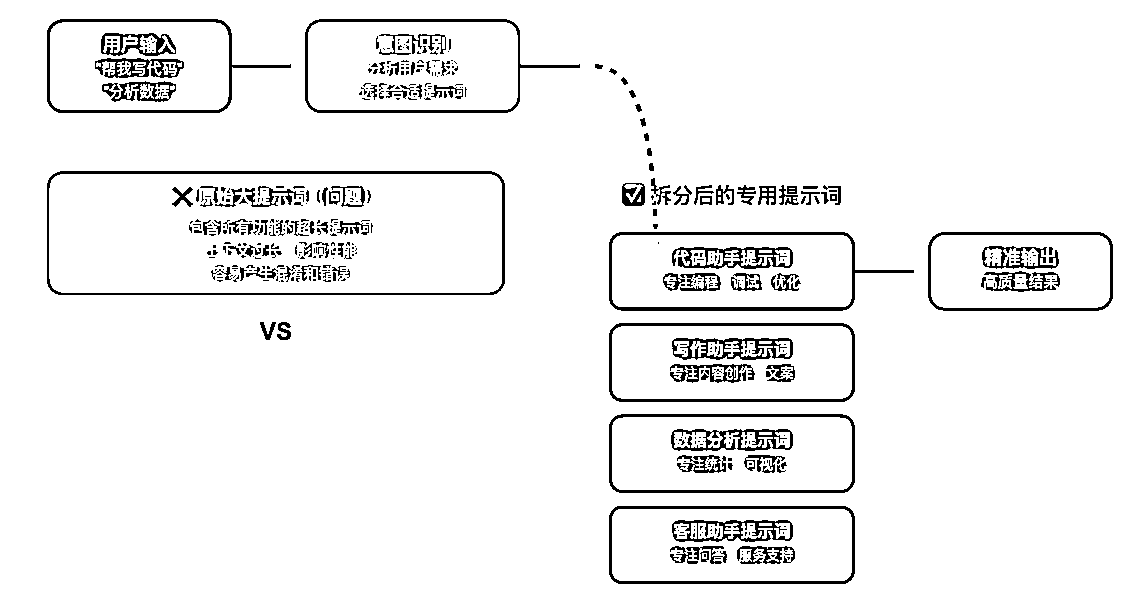 用户输入
"帮我写代码"
"分析数据"
意图识别
分析用户需求
选择合适提示词
❌ 原始大提示词 (问题)
包含所有功能的超长提示词
上下文过长 影响性能
容易产生混淆和错误
VS
✅ 拆分后的专用提示词
代码助手提示词
专注编程 调试 优化
精准输出
高质量结果
写作助手提示词
专注内容创作 文案
数据分析提示词
专注统计 可视化
客服助手提示词
专注问答 服务支持